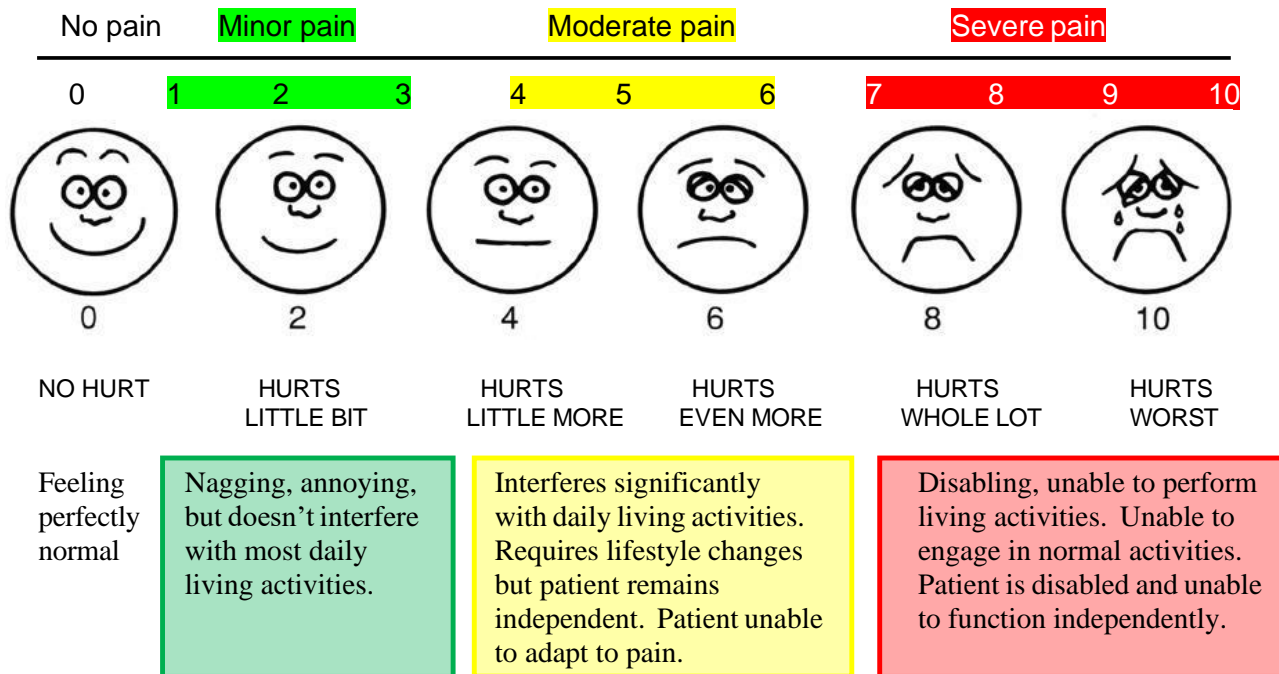 No pain Minor pain Moderate pain Severe pain
0 1 2 3 4 5 6 7 8 9 10
0 2 4 6 8 10
NO HURT HURTS HURTS HURTS HURTS HURTS
LITTLE BIT LITTLE MORE EVEN MORE WHOLE LOT WORST
Feeling
perfectly
normal
Nagging, annoying,
but doesn’t interfere
with most daily
living activities.
Interferes significantly
with daily living activities.
Requires lifestyle changes
but patient remains
independent. Patient unable
to adapt to pain.
Disabling, unable to perform
living activities. Unable to
engage in normal activities.
Patient is disabled and unable
to function independently.